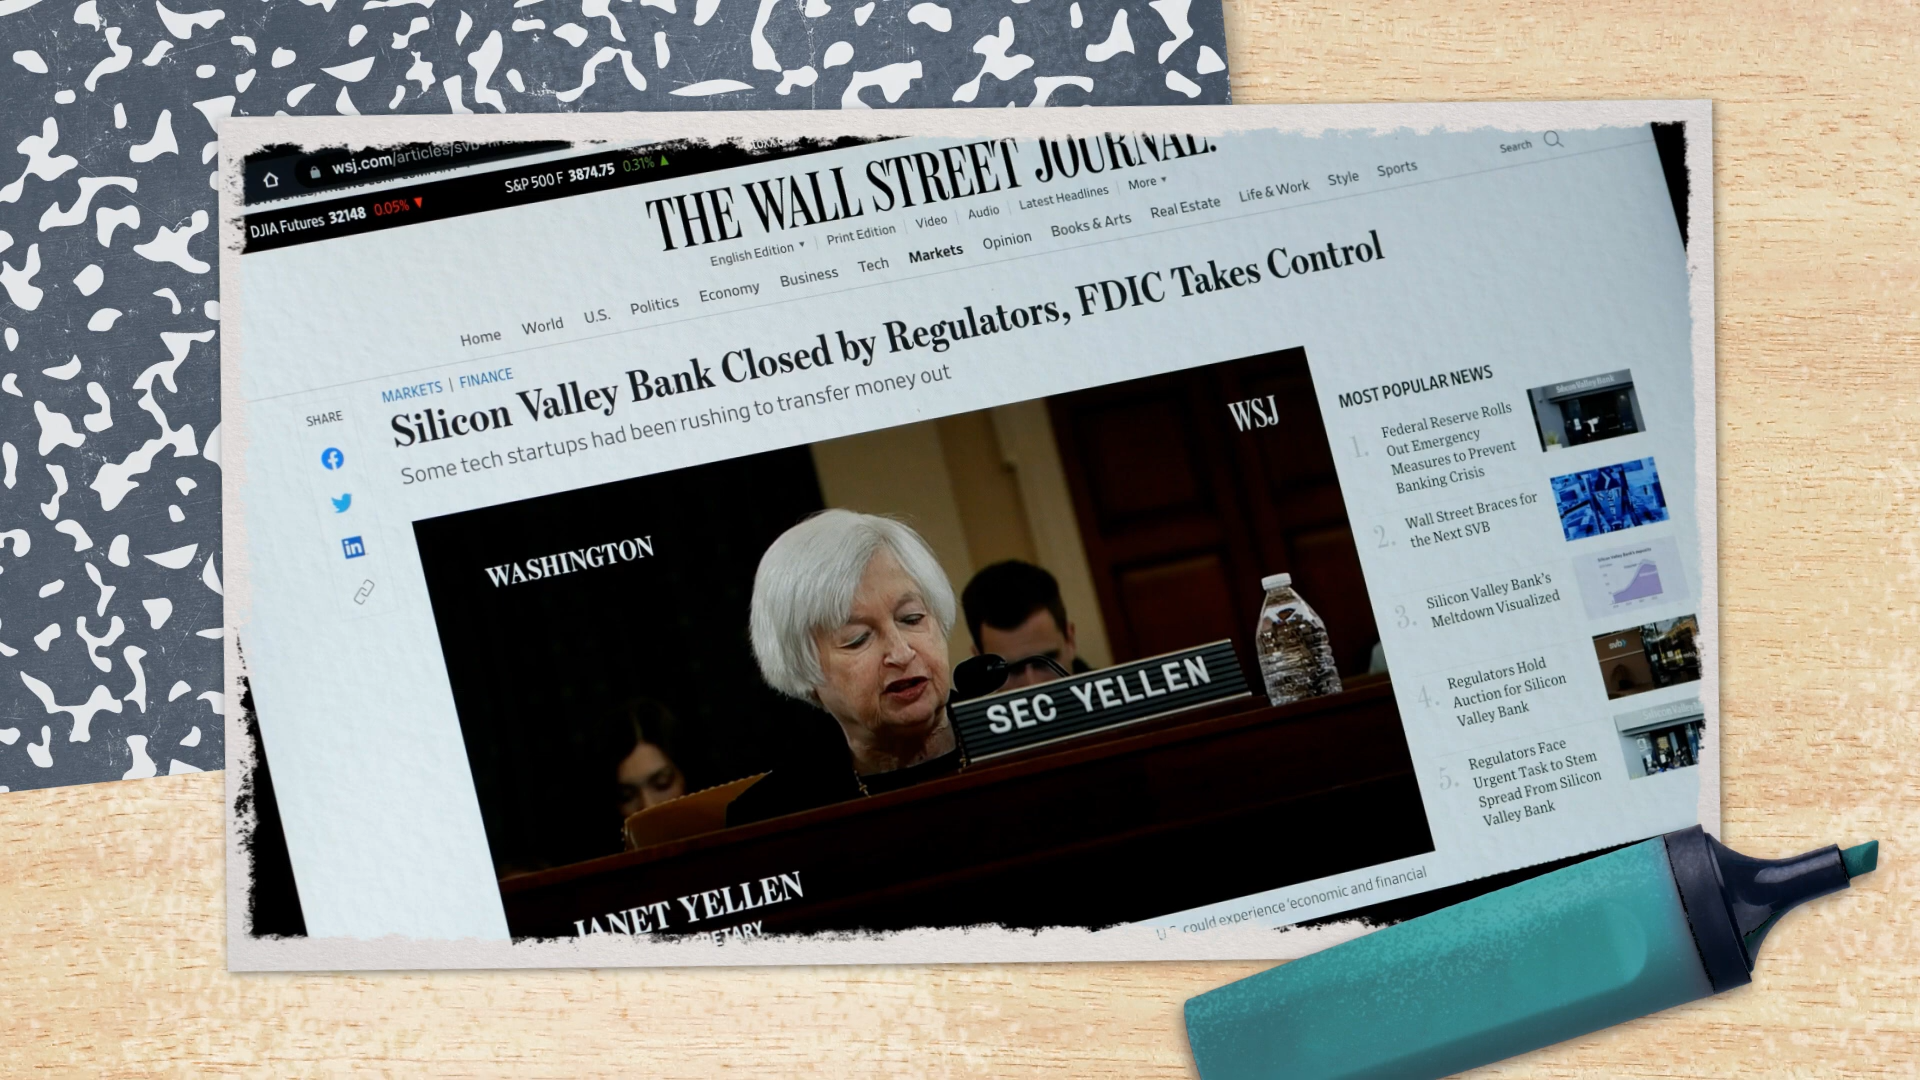 wsj.com/articles/svb-
DJIA Futures 32148 0.05% ▼
S&P 500 F 3874.75 0.31% ▲
THE WALL STREET JOURNAL.
English Edition ▾ | Print Edition | Video | Audio | Latest Headlines | More ▾
Search
Home World U.S. Politics Economy Business Tech Markets Opinion Books & Arts Real Estate Life & Work Style Sports
MARKETS | FINANCE
Silicon Valley Bank Closed by Regulators, FDIC Takes Control
Some tech startups had been rushing to transfer money out
SHARE
WASHINGTON
WSJ
SEC YELLEN
JANET YELLEN
could experience 'economic and financial
MOST POPULAR NEWS
1. Federal Reserve Rolls
Out Emergency
Measures to Prevent
Banking Crisis
Silicon Valley Bank
2. Wall Street Braces for
the Next SVB
3. Silicon Valley Bank's
Meltdown Visualized
4. Regulators Hold
Auction for Silicon
Valley Bank
svb
5. Regulators Face
Urgent Task to Stem
Spread From Silicon
Valley Bank